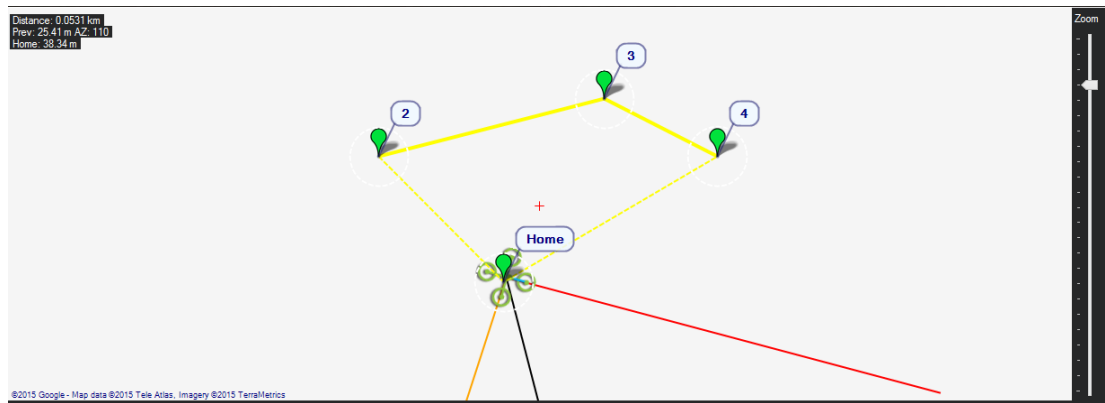 Distance: 0.0531 km
Prev: 25.41 m AZ: 110
Home: 38.34 m
Zoom
3
2
4
Home
©2015 Google - Map data ©2015 Tele Atlas, Imagery ©2015 TerraMetrics